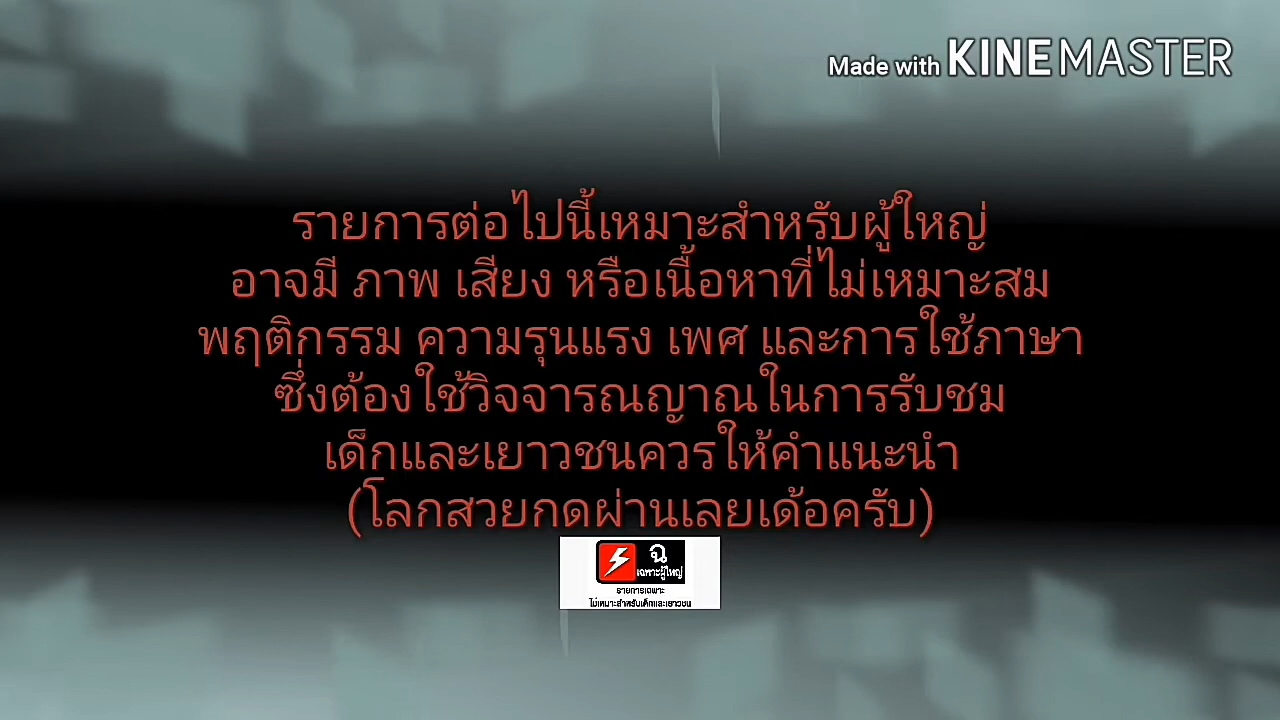 Made with KINEMASTER
รายการต่อไปนี้เหมาะสำหรับผู้ใหญ่
อาจมี ภาพ เสียง หรือเนื้อหาที่ไม่เหมาะสม
พฤติกรรม ความรุนแรง เพศ และการใช้ภาษา
ซึ่งต้องใช้วิจจารณญาณในการรับชม
เด็กและเยาวชนควรให้คำแนะนำ
(โลกสวยกดผ่านเลยเด้อครับ)
ฉ
เฉพาะผู้ใหญ่
รายการเฉพาะ
ไม่เหมาะสำหรับเด็กและเยาวชน